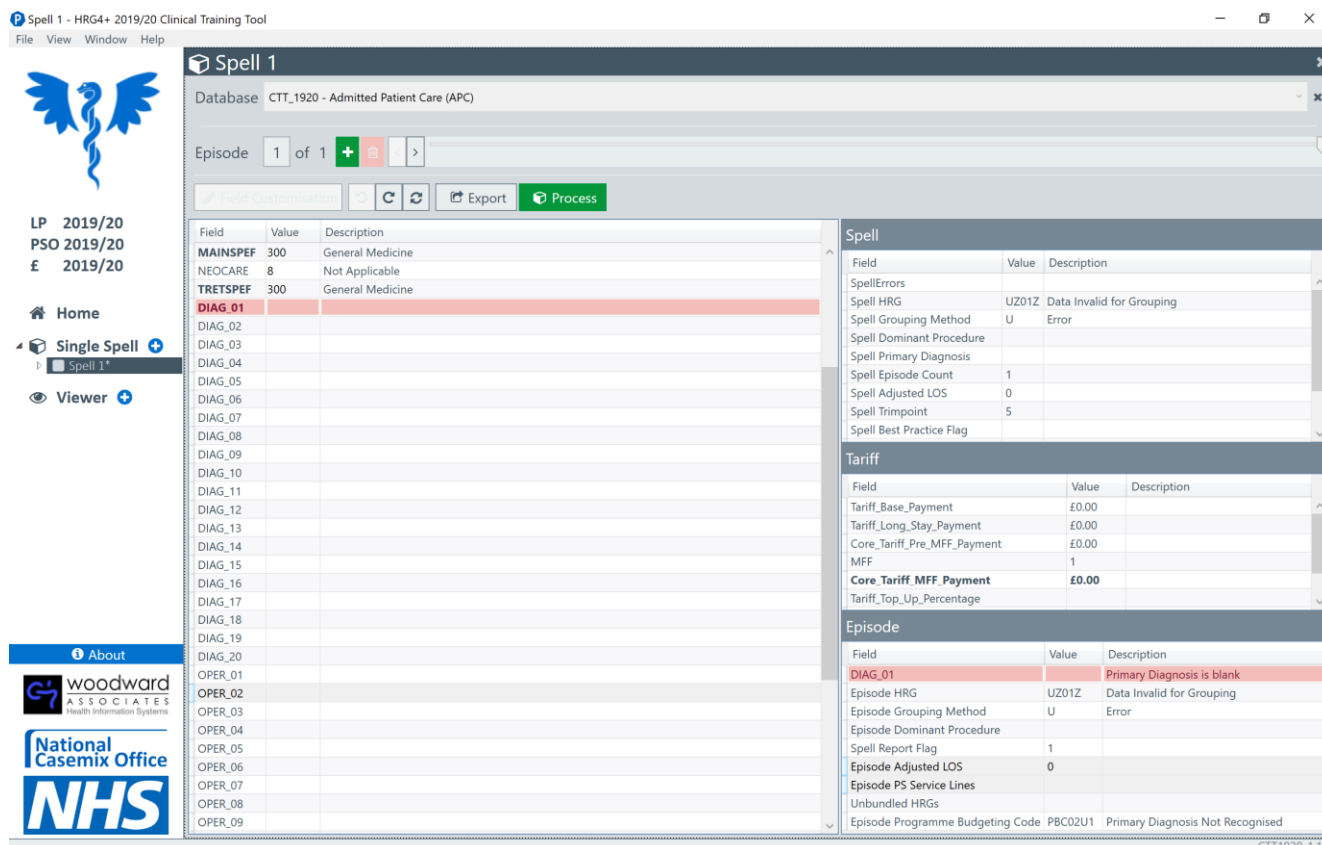 Spell 1 - HRG4+ 2019/20 Clinical Training Tool
File View Window Help
Spell 1
Database CTT_1920 - Admitted Patient Care (APC)
Episode 1 of 1
Field Customisation Export Process
LP 2019/20
PSO 2019/20
£ 2019/20
Home
Single Spell
Spell 1*
Viewer
About
woodward
ASSOCIATES
Health Information Systems
National
Casemix Office
NHS
Field Value Description
MAINSPEF 300 General Medicine
NEOCARE 8 Not Applicable
TRETSPEF 300 General Medicine
DIAG_01
DIAG_02
DIAG_03
DIAG_04
DIAG_05
DIAG_06
DIAG_07
DIAG_08
DIAG_09
DIAG_10
DIAG_11
DIAG_12
DIAG_13
DIAG_14
DIAG_15
DIAG_16
DIAG_17
DIAG_18
DIAG_19
DIAG_20
OPER_01
OPER_02
OPER_03
OPER_04
OPER_05
OPER_06
OPER_07
OPER_08
OPER_09
Spell
Field Value Description
SpellErrors
Spell HRG UZ01Z Data Invalid for Grouping
Spell Grouping Method U Error
Spell Dominant Procedure
Spell Primary Diagnosis
Spell Episode Count 1
Spell Adjusted LOS 0
Spell Trimpoint 5
Spell Best Practice Flag
Tariff
Field Value Description
Tariff_Base_Payment £0.00
Tariff_Long_Stay_Payment £0.00
Core_Tariff_Pre_MFF_Payment £0.00
MFF 1
Core_Tariff_MFF_Payment £0.00
Tariff_Top_Up_Percentage
Episode
Field Value Description
DIAG_01 Primary Diagnosis is blank
Episode HRG UZ01Z Data Invalid for Grouping
Episode Grouping Method U Error
Episode Dominant Procedure
Spell Report Flag 1
Episode Adjusted LOS 0
Episode PS Service Lines
Unbundled HRGs
Episode Programme Budgeting Code PBC02U1 Primary Diagnosis Not Recognised